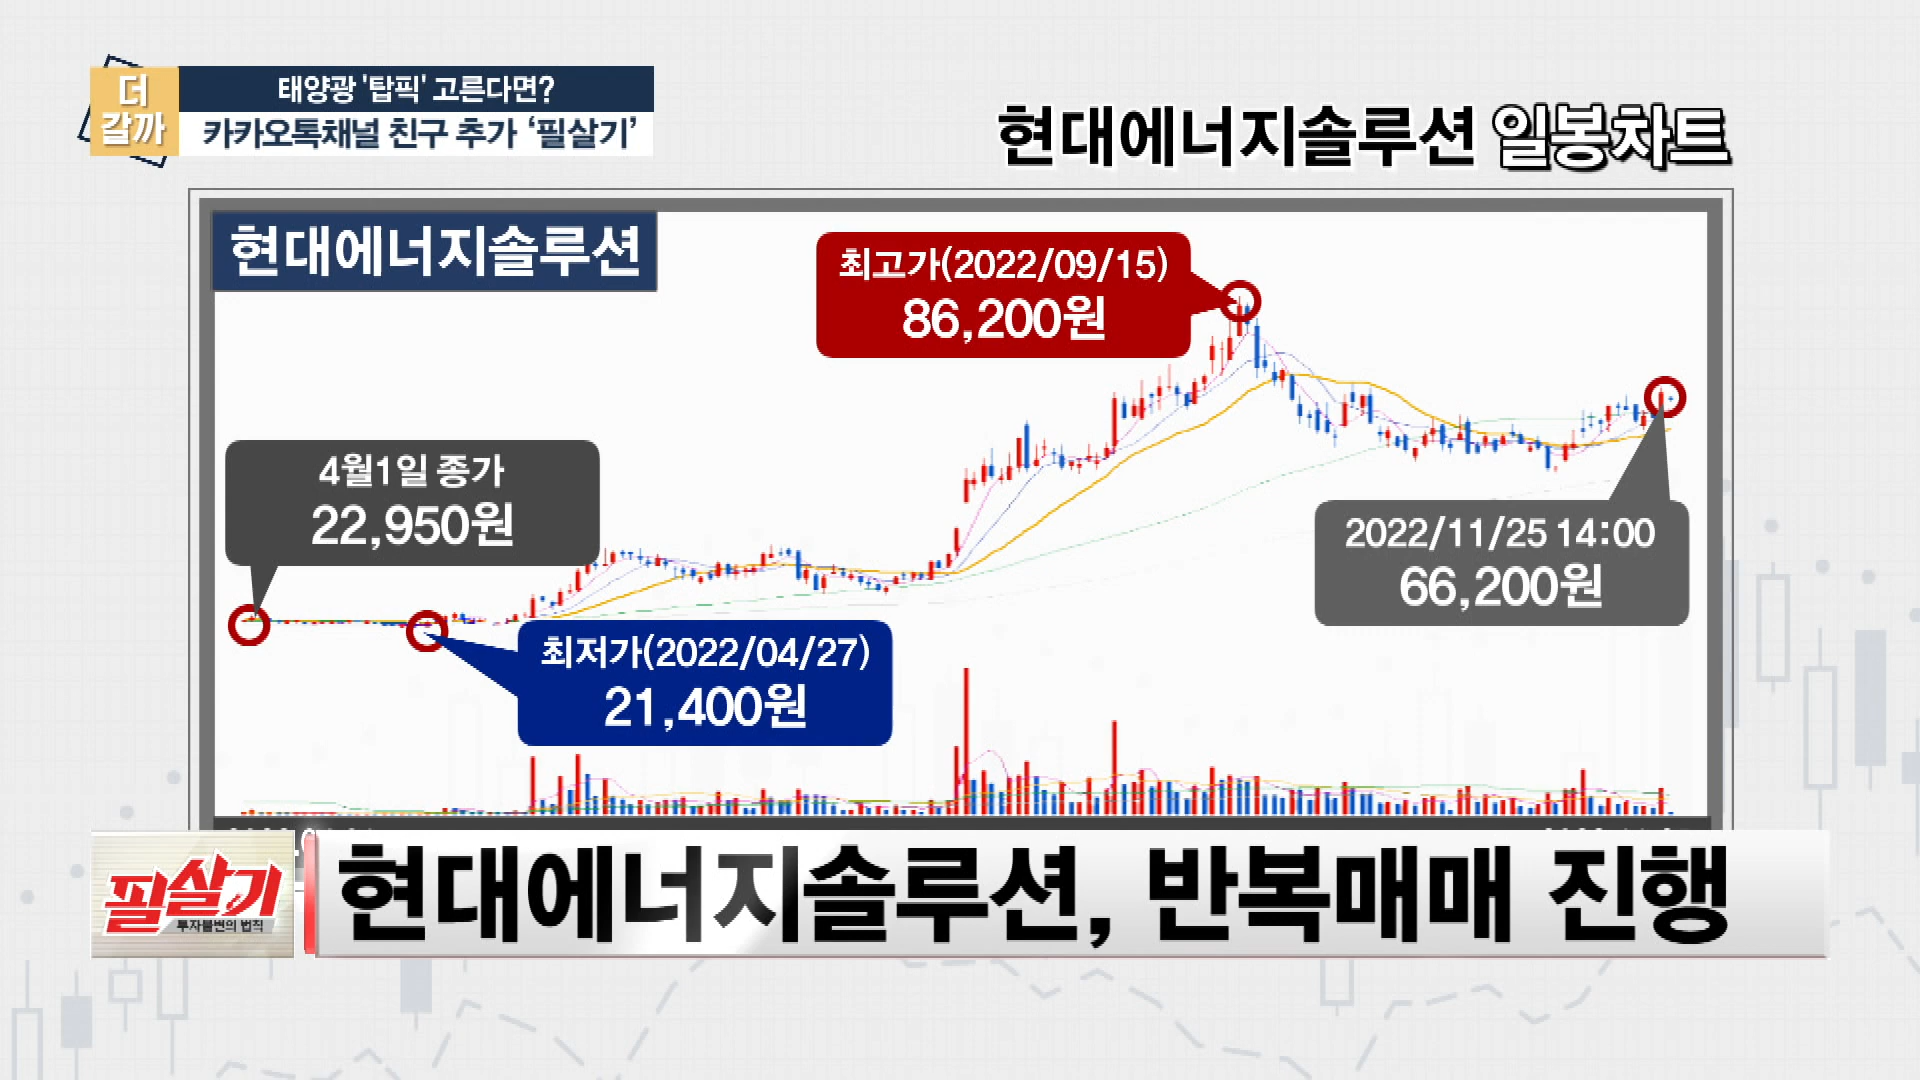 더
갈까
태양광 '탑픽' 고른다면?
카카오톡채널 친구 추가 ‘필살기’
현대에너지솔루션 일봉차트
현대에너지솔루션
최고가(2022/09/15)
86,200원
4월1일 종가
22,950원
2022/11/25 14:00
66,200원
최저가(2022/04/27)
21,400원
필살기
투자불변의 법칙
현대에너지솔루션, 반복매매 진행